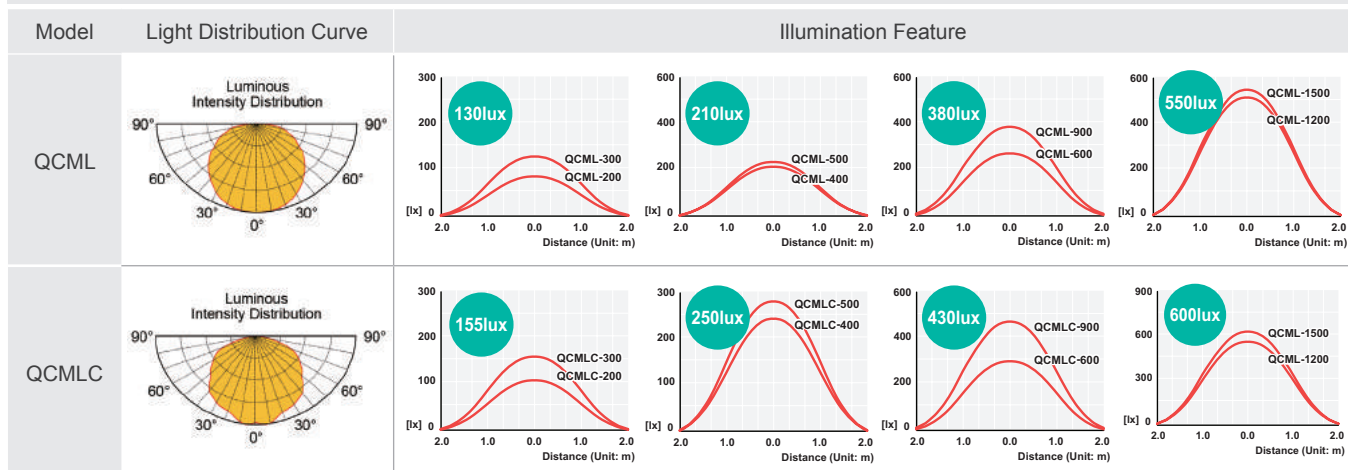 Model Light Distribution Curve Illumination Feature
QCML
Luminous
Intensity Distribution
90° 90°
60° 60°
30° 30°
0°
300
200
100
[lx] 0
130lux
QCML-300
QCML-200
2.0 1.0 0.0 1.0 2.0
Distance (Unit: m)
600
400
200
[lx] 0
210lux
QCML-500
QCML-400
2.0 1.0 0.0 1.0 2.0
Distance (Unit: m)
600
400
200
[lx] 0
380lux
QCML-900
QCML-600
2.0 1.0 0.0 1.0 2.0
Distance (Unit: m)
600
400
200
[lx] 0
550lux
QCML-1500
QCML-1200
2.0 1.0 0.0 1.0 2.0
Distance (Unit: m)
QCMLC
Luminous
Intensity Distribution
90° 90°
60° 60°
30° 30°
0°
300
200
100
[lx] 0
155lux
QCMLC-300
QCMLC-200
2.0 1.0 0.0 1.0 2.0
Distance (Unit: m)
300
200
100
[lx] 0
250lux
QCMLC-500
QCMLC-400
2.0 1.0 0.0 1.0 2.0
Distance (Unit: m)
600
400
200
[lx] 0
430lux
QCMLC-900
QCMLC-600
2.0 1.0 0.0 1.0 2.0
Distance (Unit: m)
900
600
300
[lx] 0
600lux
QCML-1500
QCML-1200
2.0 1.0 0.0 1.0 2.0
Distance (Unit: m)